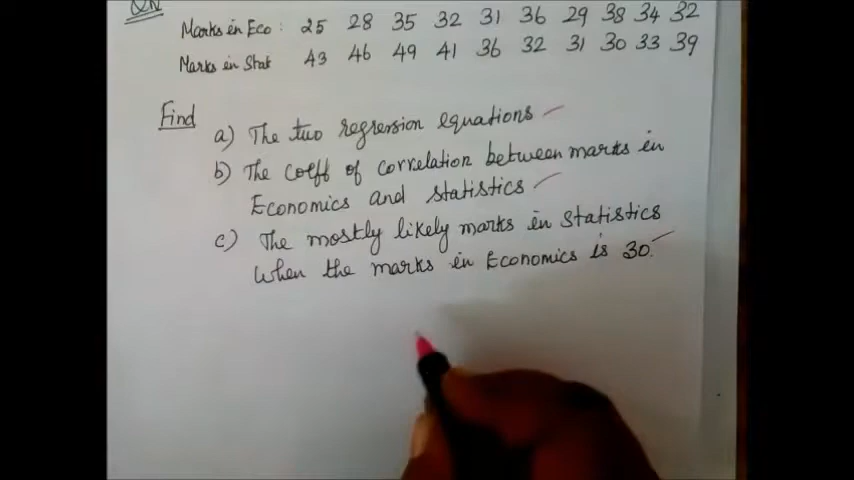 QN
Marks in Eco : 25 28 35 32 31 36 29 38 34 32
Marks in Stat 43 46 49 41 36 32 31 30 33 39
Find
a) The two regression equations
b) The coeff of correlation between marks in
Economics and statistics
c) The mostly likely marks in statistics
when the marks in Economics is 30.